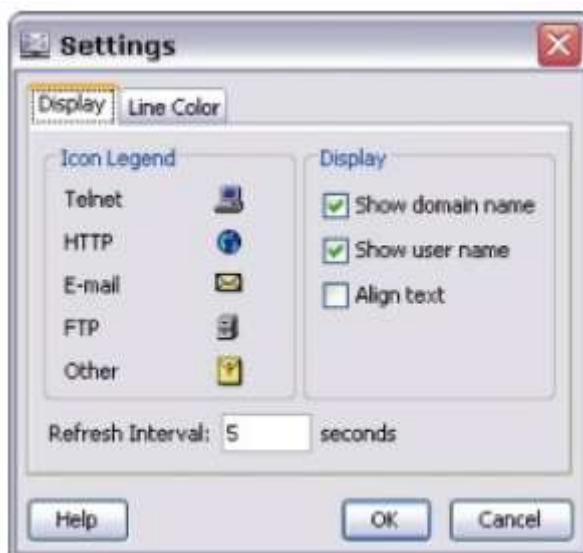 Settings
Display
Line Color
Icon Legend
Telnet
HTTP
E-mail
FTP
Other
Display
Show domain name
Show user name
Align text
Refresh Interval: 5 seconds
Help
OK
Cancel